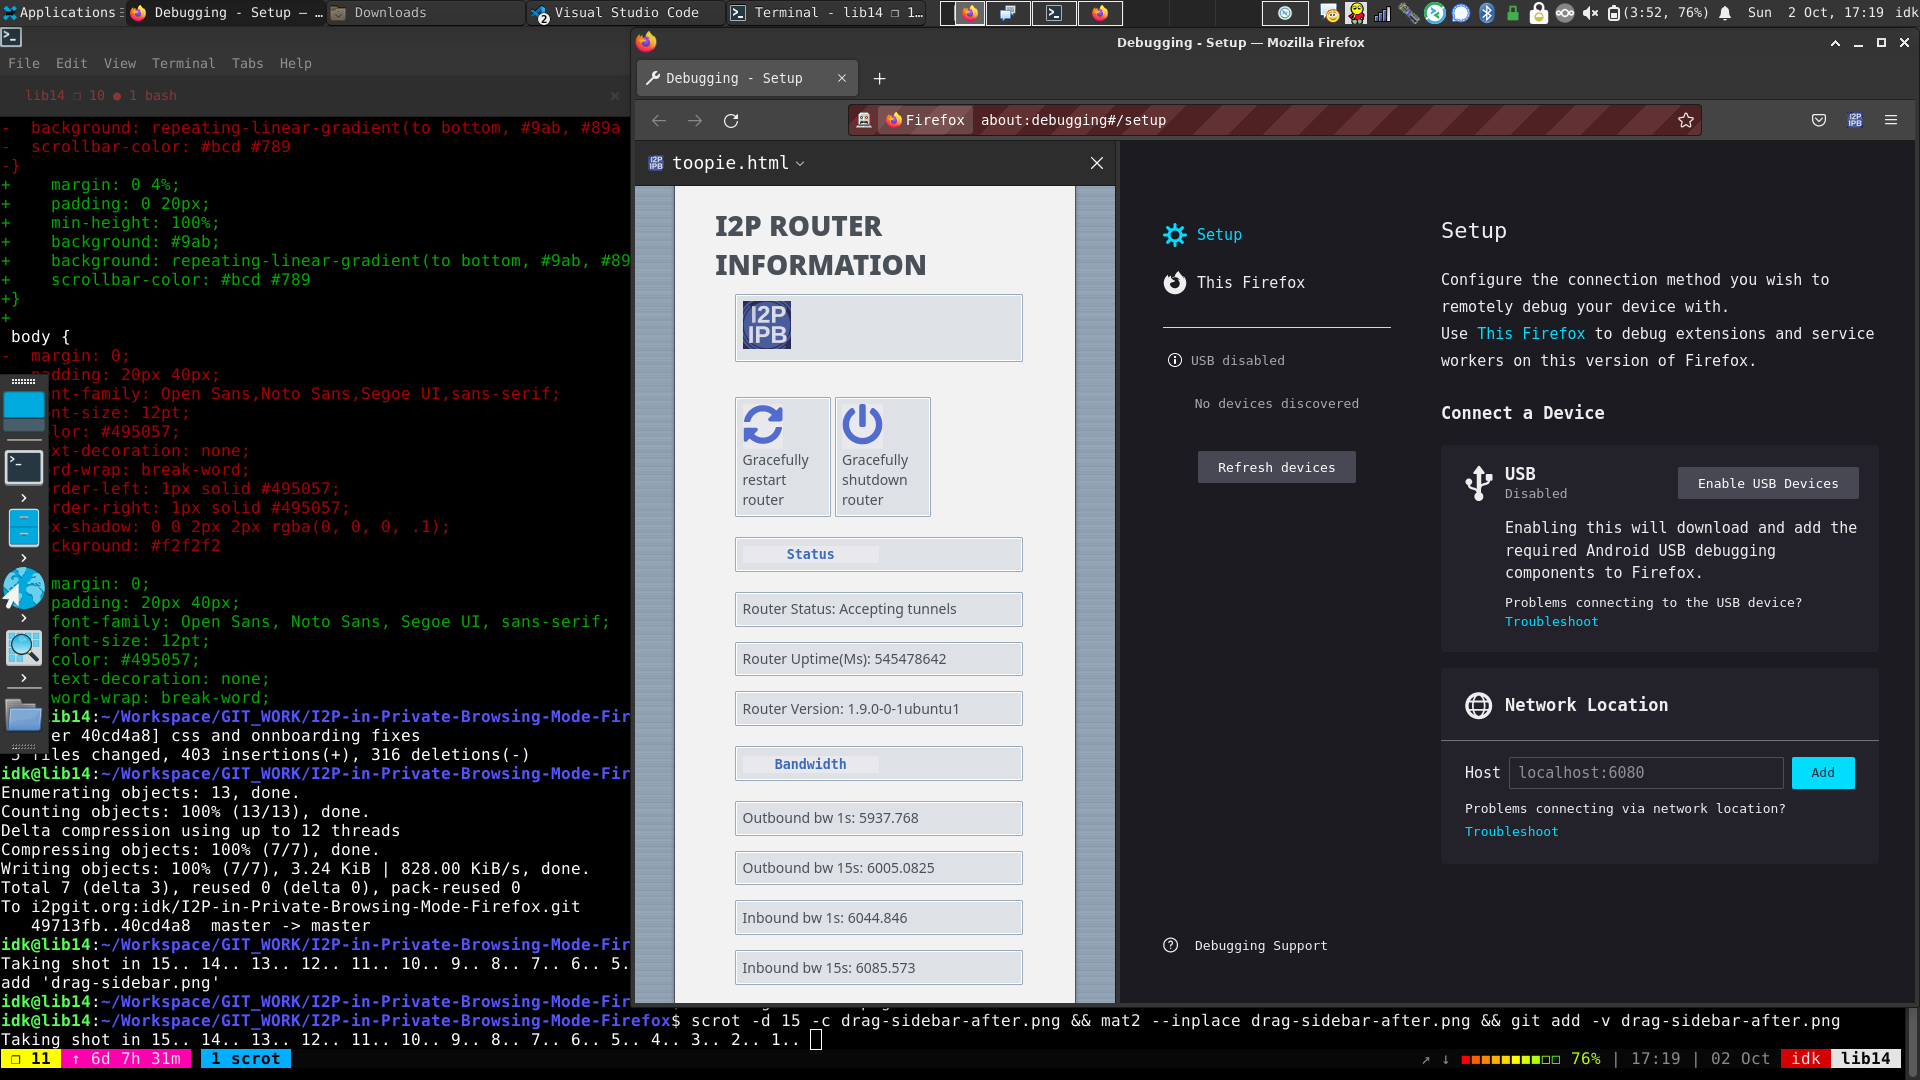 Applications
Debugging - Setup — ...
Downloads
Visual Studio Code
Terminal - lib14 ❐ 1...
(3:52, 76%)
Sun 2 Oct, 17:19 idk
File Edit View Terminal Tabs Help
lib14 ❐ 10 ● 1 bash
- background: repeating-linear-gradient(to bottom, #9ab, #89a
- scrollbar-color: #bcd #789
-}
+ margin: 0 4%;
+ padding: 0 20px;
+ min-height: 100%;
+ background: #9ab;
+ background: repeating-linear-gradient(to bottom, #9ab, #89
+ scrollbar-color: #bcd #789
+}
+
body {
- margin: 0;
padding: 20px 40px;
nt-family: Open Sans,Noto Sans,Segoe UI,sans-serif;
nt-size: 12pt;
lor: #495057;
xt-decoration: none;
rd-wrap: break-word;
rder-left: 1px solid #495057;
rder-right: 1px solid #495057;
x-shadow: 0 0 2px 2px rgba(0, 0, 0, .1);
ckground: #f2f2f2
margin: 0;
padding: 20px 40px;
font-family: Open Sans, Noto Sans, Segoe UI, sans-serif;
font-size: 12pt;
color: #495057;
text-decoration: none;
word-wrap: break-word;
ib14:~/Workspace/GIT_WORK/I2P-in-Private-Browsing-Mode-Fir
er 40cd4a8] css and onnboarding fixes
5 files changed, 403 insertions(+), 316 deletions(-)
idk@lib14:~/Workspace/GIT_WORK/I2P-in-Private-Browsing-Mode-Fir
Enumerating objects: 13, done.
Counting objects: 100% (13/13), done.
Delta compression using up to 12 threads
Compressing objects: 100% (7/7), done.
Writing objects: 100% (7/7), 3.24 KiB | 828.00 KiB/s, done.
Total 7 (delta 3), reused 0 (delta 0), pack-reused 0
To i2pgit.org:idk/I2P-in-Private-Browsing-Mode-Firefox.git
49713fb..40cd4a8 master -> master
idk@lib14:~/Workspace/GIT_WORK/I2P-in-Private-Browsing-Mode-Fir
Taking shot in 15.. 14.. 13.. 12.. 11.. 10.. 9.. 8.. 7.. 6.. 5.
add 'drag-sidebar.png'
idk@lib14:~/Workspace/GIT_WORK/I2P-in-Private-Browsing-Mode-Fir
idk@lib14:~/Workspace/GIT_WORK/I2P-in-Private-Browsing-Mode-Firefox$ scrot -d 15 -c drag-sidebar-after.png && mat2 --inplace drag-sidebar-after.png && git add -v drag-sidebar-after.png
Taking shot in 15.. 14.. 13.. 12.. 11.. 10.. 9.. 8.. 7.. 6.. 5.. 4.. 3.. 2.. 1..
❐ 11 ↑ 6d 7h 31m 1 scrot
76% | 17:19 | 02 Oct idk lib14
Debugging - Setup — Mozilla Firefox
Debugging - Setup
Firefox about:debugging#/setup
I2P IPB
I2P IPB toopie.html
I2P ROUTER
INFORMATION
I2P
IPB
Gracefully
restart
router
Gracefully
shutdown
router
Status
Router Status: Accepting tunnels
Router Uptime(Ms): 545478642
Router Version: 1.9.0-0-1ubuntu1
Bandwidth
Outbound bw 1s: 5937.768
Outbound bw 15s: 6005.0825
Inbound bw 1s: 6044.846
Inbound bw 15s: 6085.573
Setup
This Firefox
USB disabled
No devices discovered
Refresh devices
Debugging Support
Setup
Configure the connection method you wish to
remotely debug your device with.
Use This Firefox to debug extensions and service
workers on this version of Firefox.
Connect a Device
USB
Disabled
Enable USB Devices
Enabling this will download and add the
required Android USB debugging
components to Firefox.
Problems connecting to the USB device?
Troubleshoot
Network Location
Host localhost:6080 Add
Problems connecting via network location?
Troubleshoot